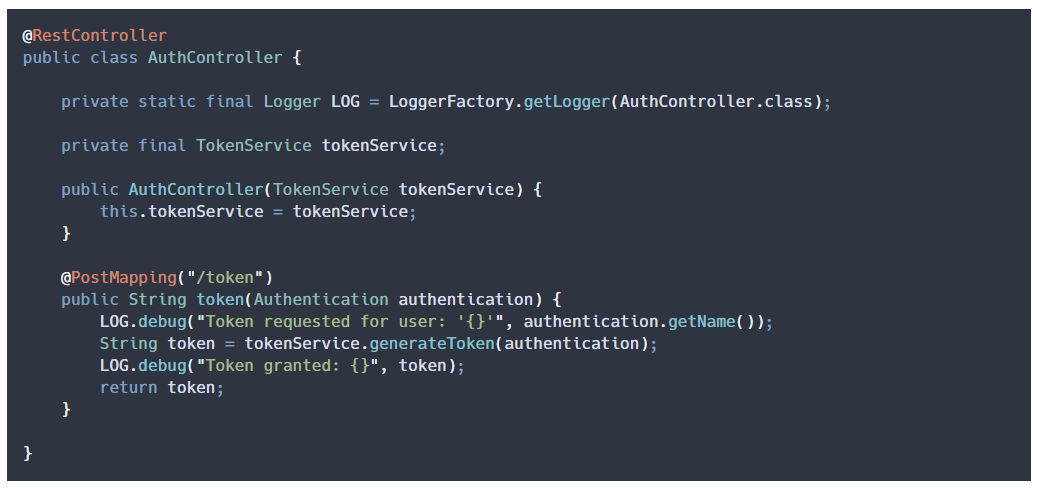 @RestController
public class AuthController {
    private static final Logger LOG = LoggerFactory.getLogger(AuthController.class);
    private final TokenService tokenService;
    public AuthController(TokenService tokenService) {
        this.tokenService = tokenService;
    }
    @PostMapping("/token")
    public String token(Authentication authentication) {
        LOG.debug("Token requested for user: '{}'", authentication.getName());
        String token = tokenService.generateToken(authentication);
        LOG.debug("Token granted: {}", token);
        return token;
    }
}